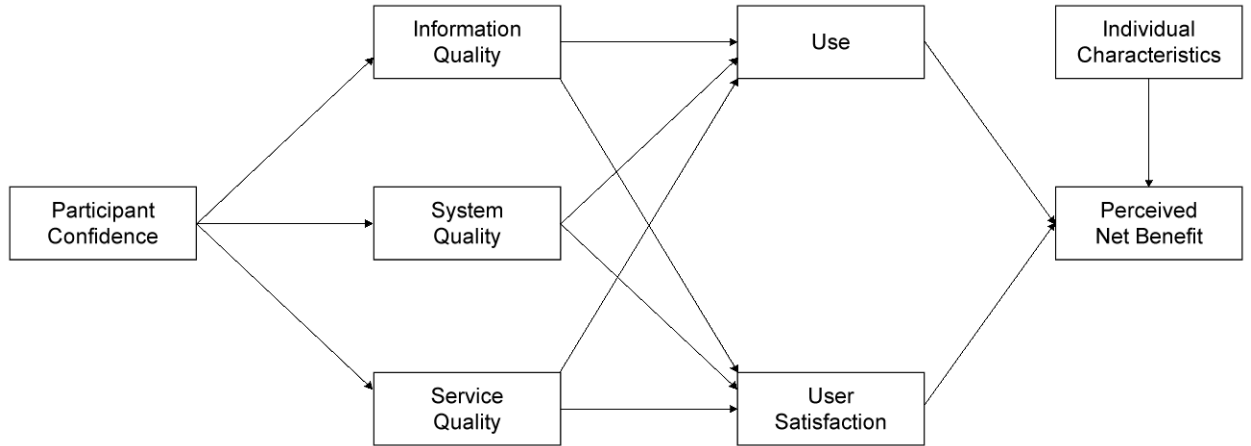 Information
Quality
Use
Individual
Characteristics
Participant
Confidence
System
Quality
Perceived
Net Benefit
Service
Quality
User
Satisfaction